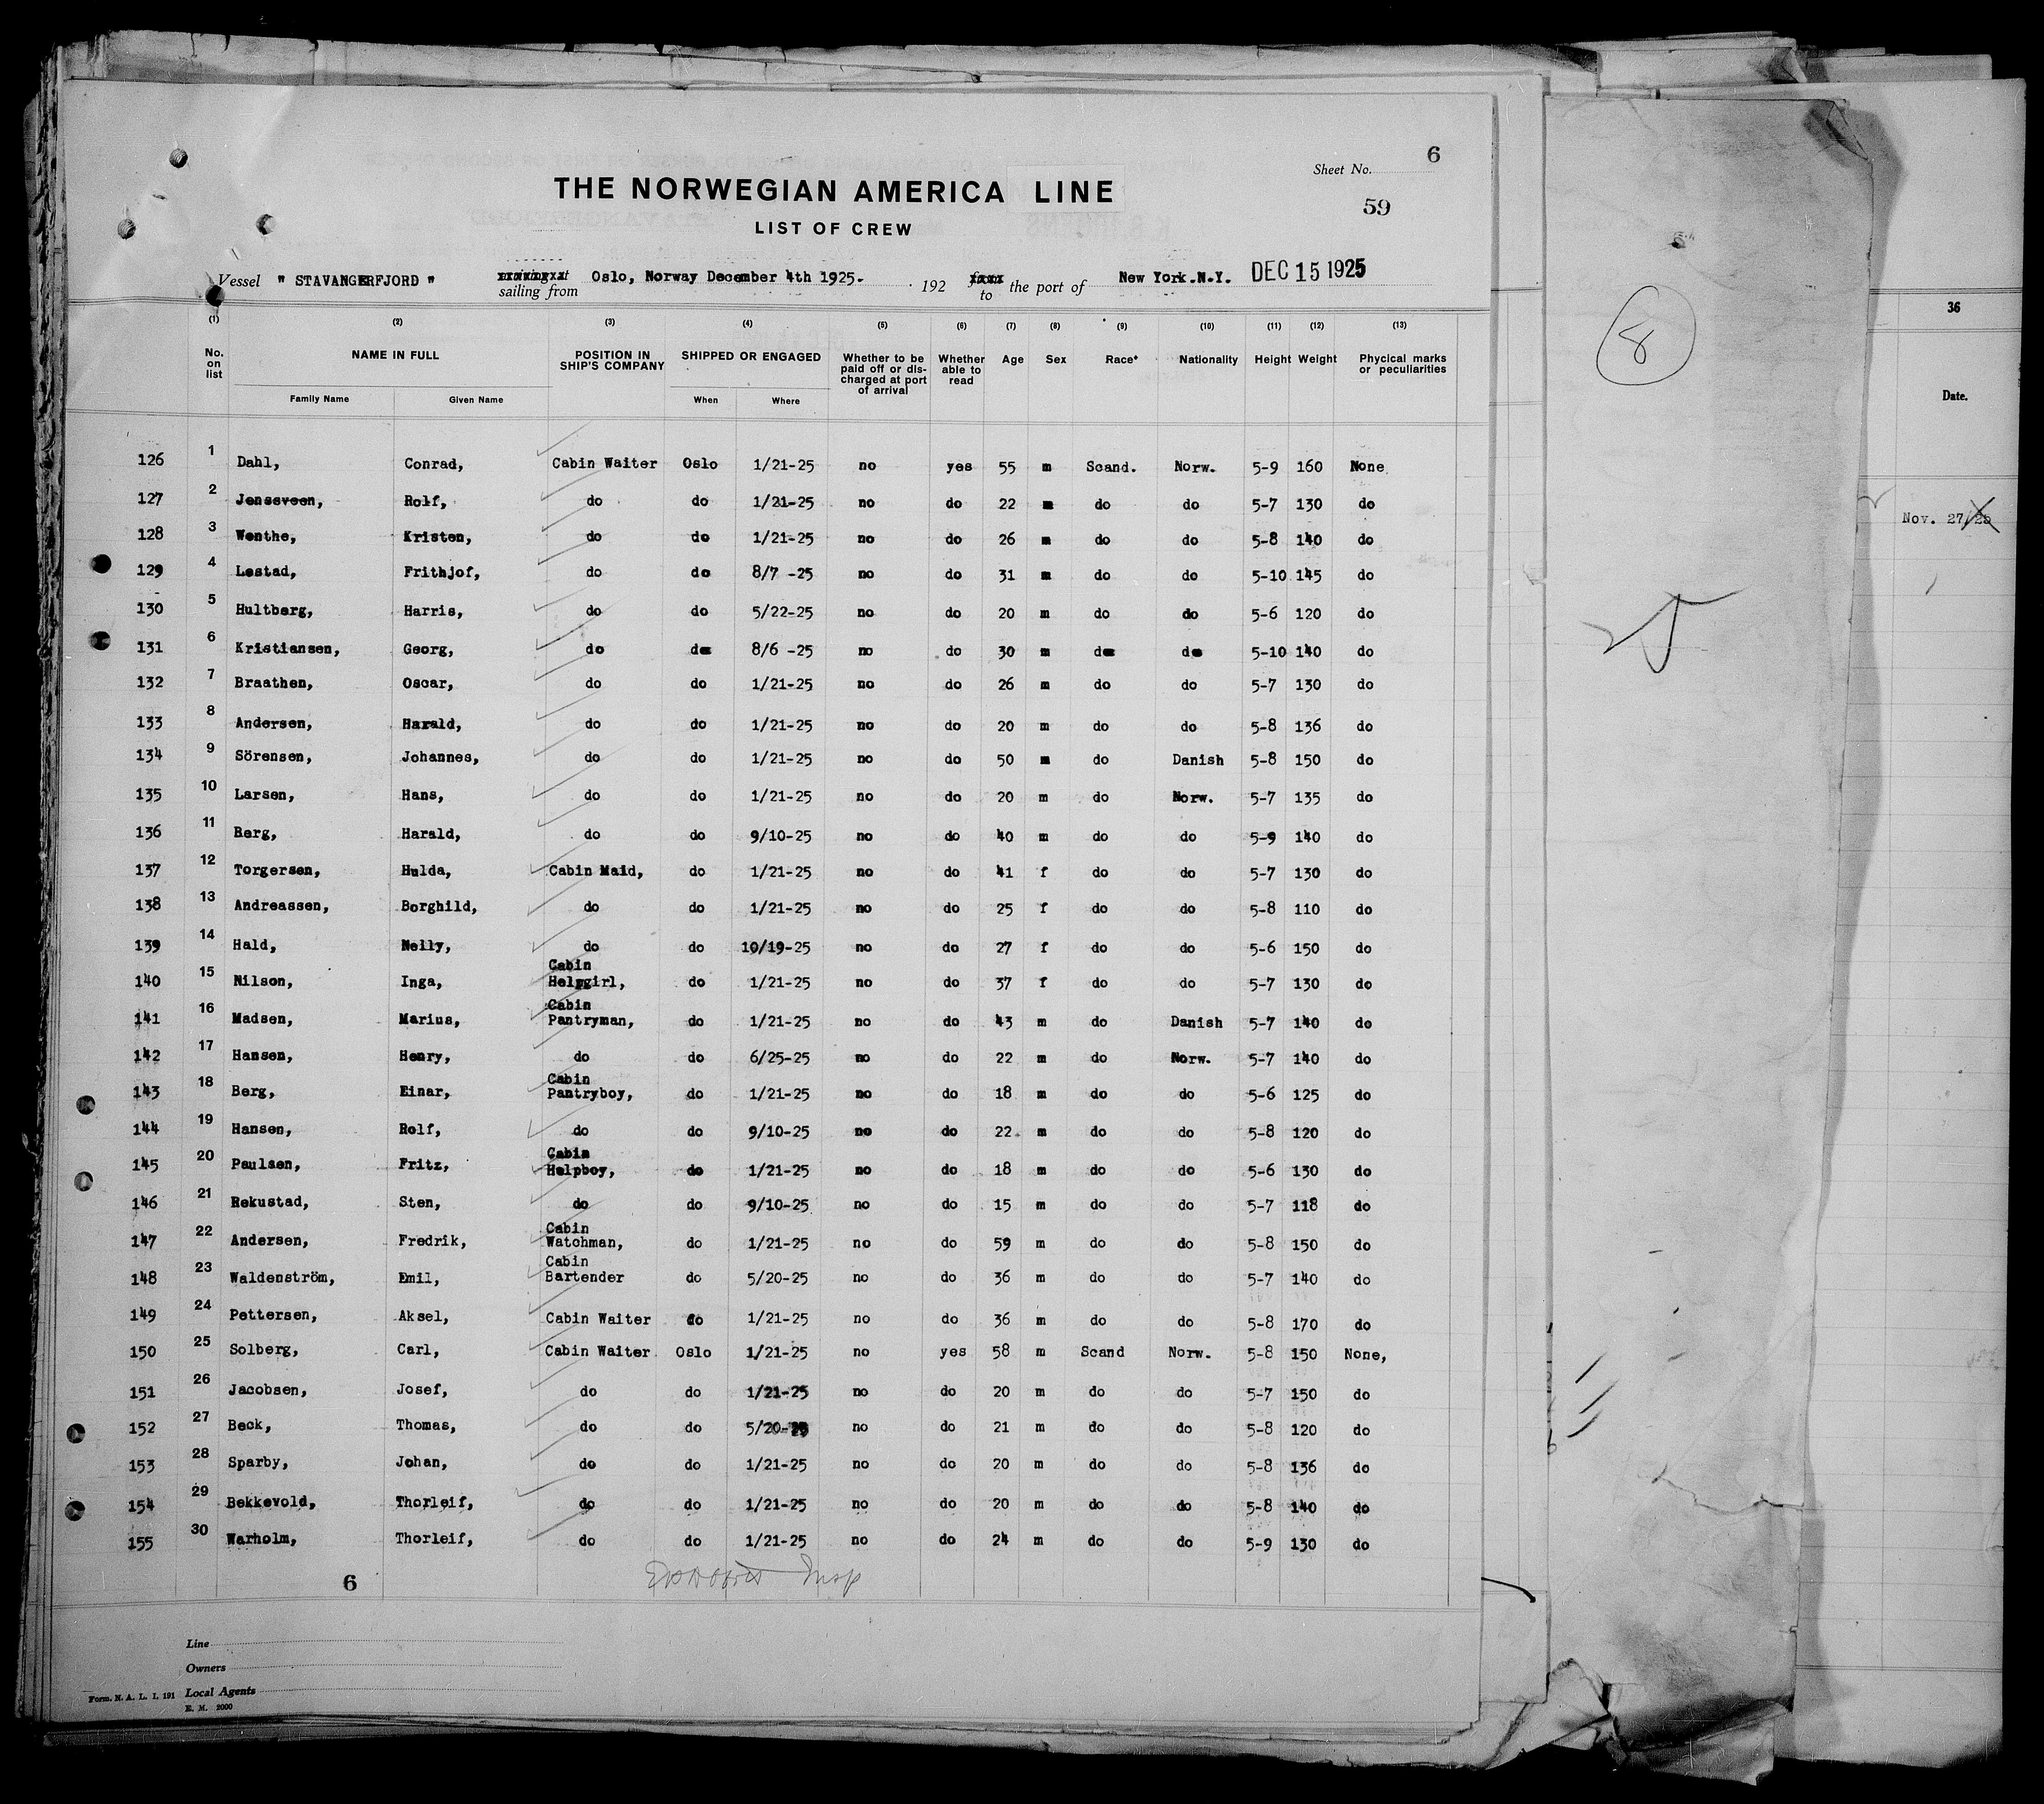 6
Sheet No.
THE NORWEGIAN AMERICA LINE
59
LIST OF CREW
Vessel " STAVANGERFJORD " sailing from Oslo, Norway December 4th 1925. 192 to the port of New York.N.Y. DEC 15 1925
(1) (2) (3) (4) (5) (6) (7) (8) (9) (10) (11) (12) (13)
No. on list NAME IN FULL POSITION IN SHIP'S COMPANY SHIPPED OR ENGAGED Whether to be paid off or discharged at port of arrival Whether able to read Age Sex Race* Nationality Height Weight Phycical marks or peculiarities
Family Name Given Name When Where
126 1 Dahl, Conrad, Cabin Waiter Oslo 1/21-25 no yes 55 m Scand. Norw. 5-9 160 None
127 2 Jenssveen, Rolf, do do 1/21-25 no do 22 m do do 5-7 130 do
128 3 Wenthe, Kristen, do do 1/21-25 no do 26 m do do 5-8 140 do
129 4 Lestad, Frithjof, do do 8/7 -25 no do 31 m do do 5-10 145 do
130 5 Hultberg, Harris, do do 5/22-25 no do 20 m do do 5-6 120 do
131 6 Kristiansen, Georg, do do 8/6 -25 no do 30 m do do 5-10 140 do
132 7 Braathen, Oscar, do do 1/21-25 no do 26 m do do 5-7 130 do
133 8 Andersen, Harald, do do 1/21-25 no do 20 m do do 5-8 136 do
134 9 Sörensen, Johannes, do do 1/21-25 no do 50 m do Danish 5-8 150 do
135 10 Larsen, Hans, do do 1/21-25 no do 20 m do Norw. 5-7 135 do
136 11 Berg, Harald, do do 9/10-25 no do 40 m do do 5-9 140 do
137 12 Torgersen, Hulda, Cabin Maid, do 1/21-25 no do 41 f do do 5-7 130 do
138 13 Andreassen, Borghild, do do 1/21-25 no do 25 f do do 5-8 110 do
139 14 Hald, Nelly, do do 10/19-25 no do 27 f do do 5-6 150 do
140 15 Nilson, Inga, Cabin Helpgirl, do 1/21-25 no do 37 f do do 5-7 130 do
141 16 Madsen, Marius, Cabin Pantryman, do 1/21-25 no do 43 m do Danish 5-7 140 do
142 17 Hansen, Henry, do do 6/25-25 no do 22 m do Norw. 5-7 140 do
143 18 Berg, Einar, Cabin Pantryboy, do 1/21-25 no do 18 m do do 5-6 125 do
144 19 Hansen, Rolf, do do 9/10-25 no do 22 m do do 5-8 120 do
145 20 Paulsen, Fritz, Cabin Helpboy, do 1/21-25 no do 18 m do do 5-6 130 do
146 21 Rekustad, Sten, do do 9/10-25 no do 15 m do do 5-7 118 do
147 22 Andersen, Fredrik, Cabin Watchman, do 1/21-25 no do 59 m do do 5-8 150 do
148 23 Waldenström, Emil, Cabin Bartender do 5/20-25 no do 36 m do do 5-7 140 do
149 24 Pettersen, Aksel, Cabin Waiter do 1/21-25 no do 36 m do do 5-8 170 do
150 25 Solberg, Carl, Cabin Waiter Oslo 1/21-25 no yes 58 m Scand Norw. 5-8 150 None,
151 26 Jacobsen, Josef, do do 1/21-25 no do 20 m do do 5-7 150 do
152 27 Beck, Thomas, do do 5/20-25 no do 21 m do do 5-8 120 do
153 28 Sparby, Johan, do do 1/21-25 no do 20 m do do 5-8 136 do
154 29 Bekkevold, Thorleif, do do 1/21-25 no do 20 m do do 5-8 140 do
155 30 Warholm, Thorleif, do do 1/21-25 no do 24 m do do 5-9 130 do
6
Insp
Line
Owners
Form. N. A. L. I. 191 Local Agents
E. M. 2000
8
36
Date.
Nov. 27/25